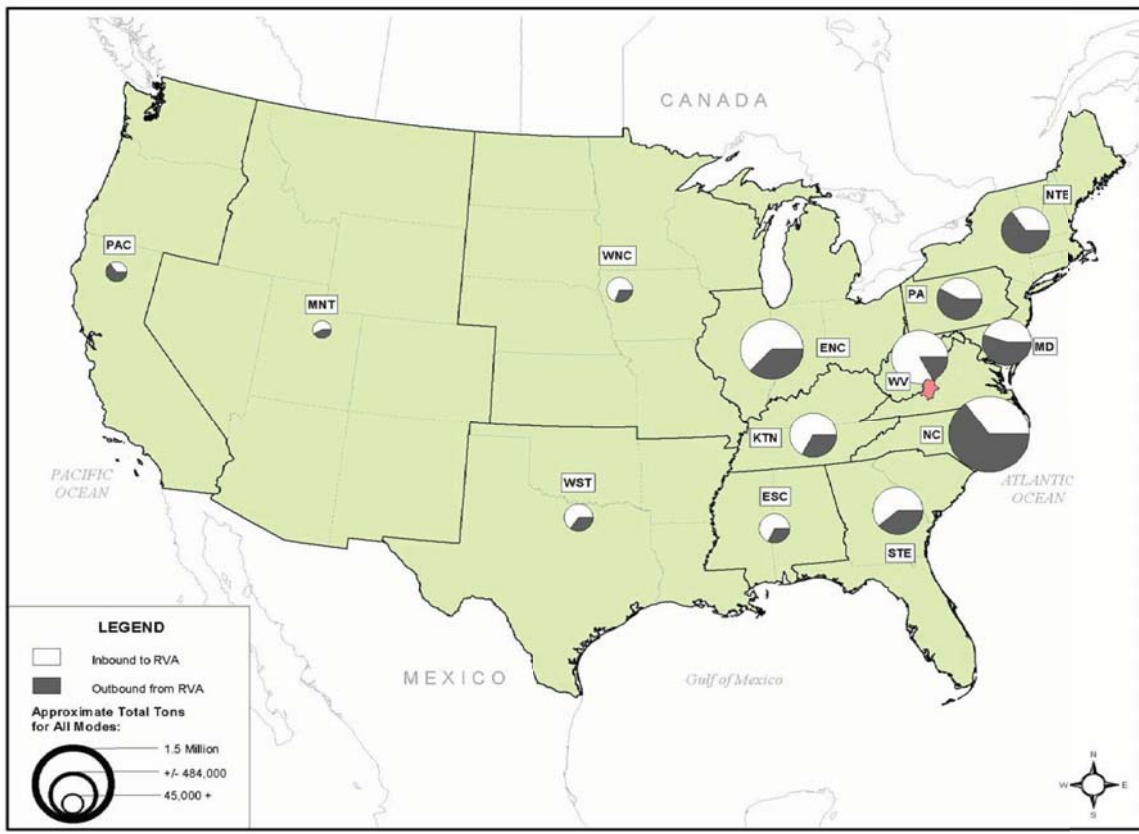 CANADA
NTE
PAC
WNC
PA
MNT
ENC
MD
WV
KTN
NC
PACIFIC
OCEAN
ATLANTIC
OCEAN
WST
ESC
STE
LEGEND
Inbound to RVA
Outbound from RVA
Approximate Total Tons
for All Modes:
1.5 Million
+/- 484,000
45,000 +
MEXICO
Gulf of Mexico
N
W E
S